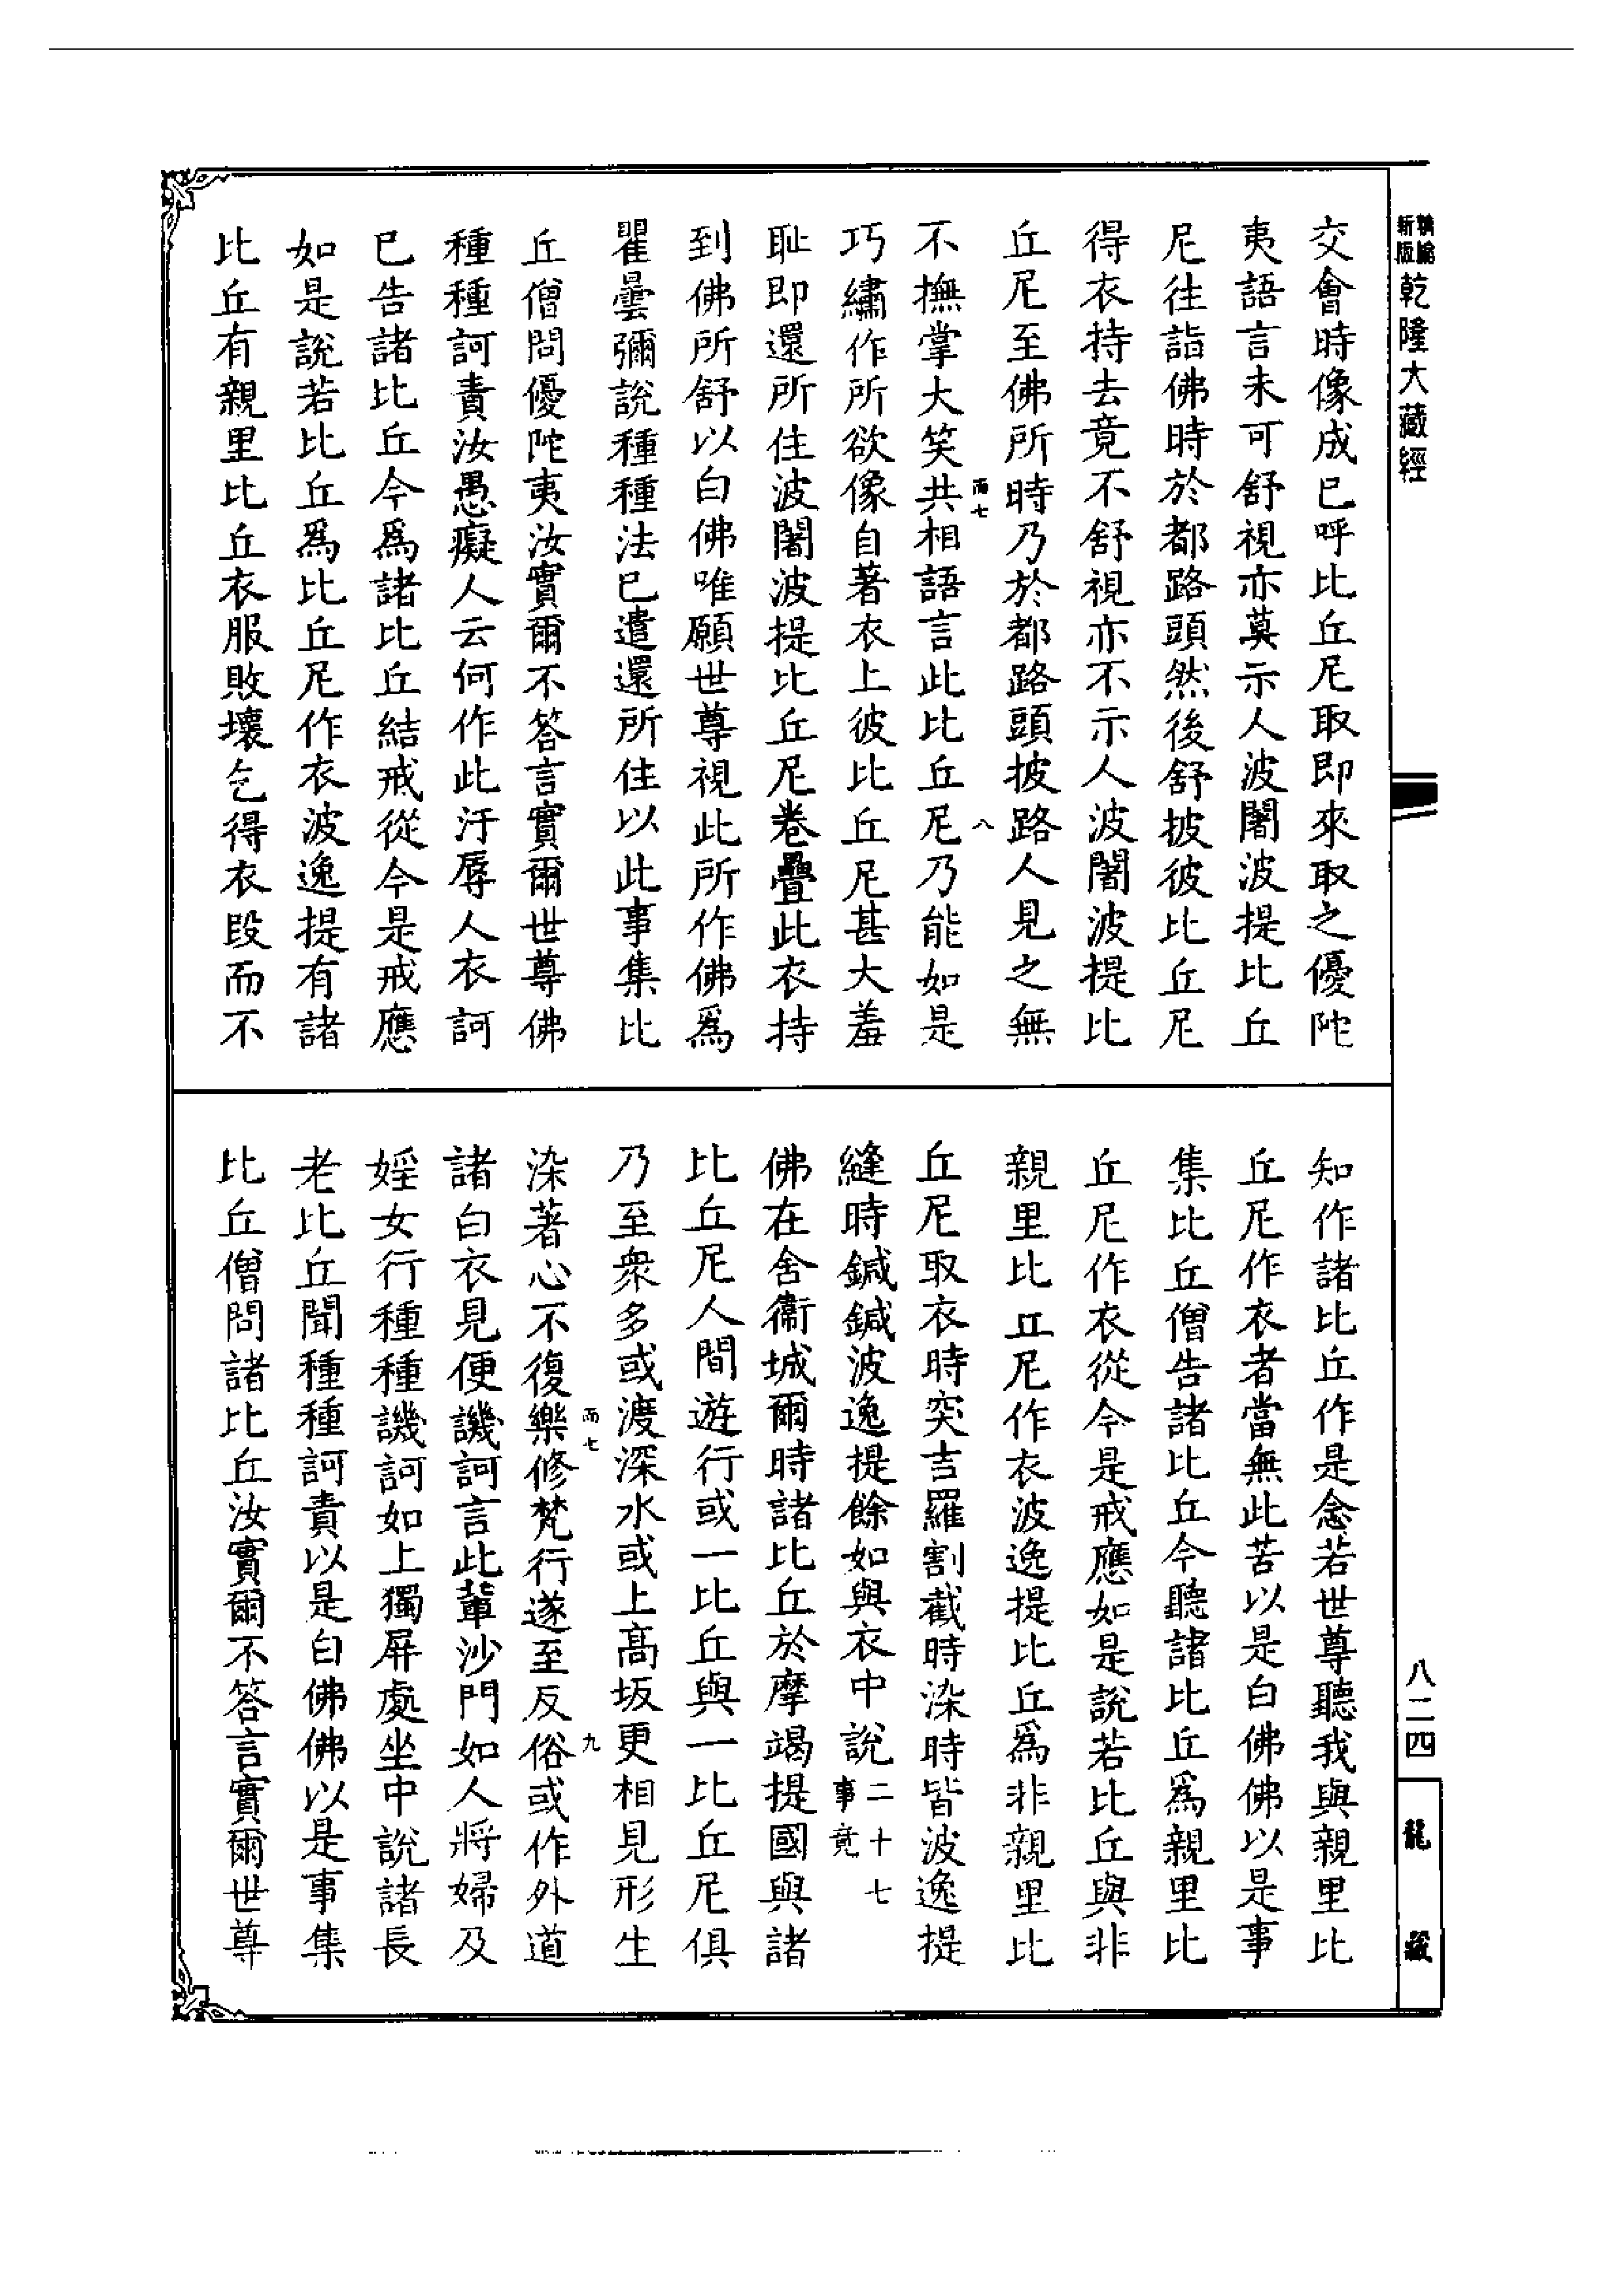 新版精編
乾隆大藏經
交會時像成已呼比丘尼取即來取之優陀
夷語言未可舒視亦莫示人波闍波提比丘
尼往詣佛時於都路頭然後舒披彼比丘尼
得衣持去竟不舒視亦不示人波闍波提比
丘尼至佛所時乃於都路頭披路人見之無
不撫掌大笑共相語言此比丘尼乃能如是
巧繡作所欲像自著衣上彼比丘尼甚大羞
恥即還所住波闍波提比丘尼卷疊此衣持
到佛所舒以白佛唯願世尊視此所作佛爲
瞿曇彌說種種法已遣還所住以此事集比
丘僧問優陀夷汝實爾不答言實爾世尊佛
種種訶責汝愚癡人云何作此汙辱人衣訶
已告諸比丘今爲諸比丘結戒從今是戒應
如是說若比丘爲比丘尼作衣波逸提有諸
比丘有親里比丘衣服敗壞乞得衣段而不
而七
八
知作諸比丘作是念若世尊聽我與親里比
丘尼作衣者當無此苦以是白佛佛以是事
集比丘僧告諸比丘今聽諸比丘爲親里比
丘尼作衣從今是戒應如是說若比丘與非
親里比丘尼作衣波逸提比丘爲非親里比
丘尼取衣時突吉羅割截時染時皆波逸提
縫時鍼鍼波逸提餘如與衣中說二十七事竟
佛在舍衞城爾時諸比丘於摩竭提國與諸
比丘尼人間遊行或一比丘與一比丘尼俱
乃至衆多或渡深水或上高坂更相見形生
染著心不復樂修梵行遂至反俗或作外道
諸白衣見便譏訶言此輩沙門如人將婦及
婬女行種種譏訶如上獨屏處坐中說諸長
老比丘聞種種訶責以是白佛佛以是事集
比丘僧問諸比丘汝實爾不答言實爾世尊
而七
九
八二四
龍藏